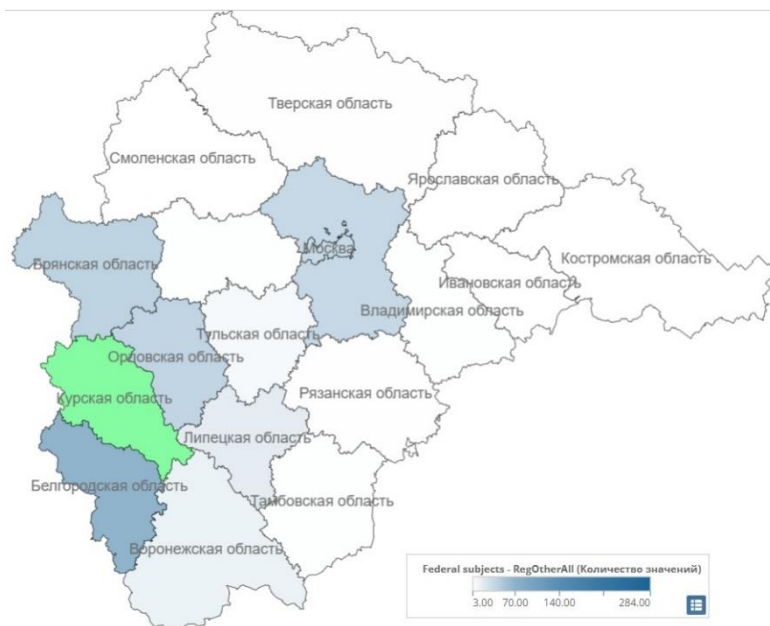 Тверская область
Смоленская область
Ярославская область
Москва
Костромская область
Брянская область
Ивановская область
Владимирская область
Тульская область
Ордовская область
Курская область
Рязанская область
Липецкая область
Белгородская область
Тамбовская область
Воронежская область
Federal subjects - RegOtherAll (Количество значений)
3.00 70.00 140.00 284.00